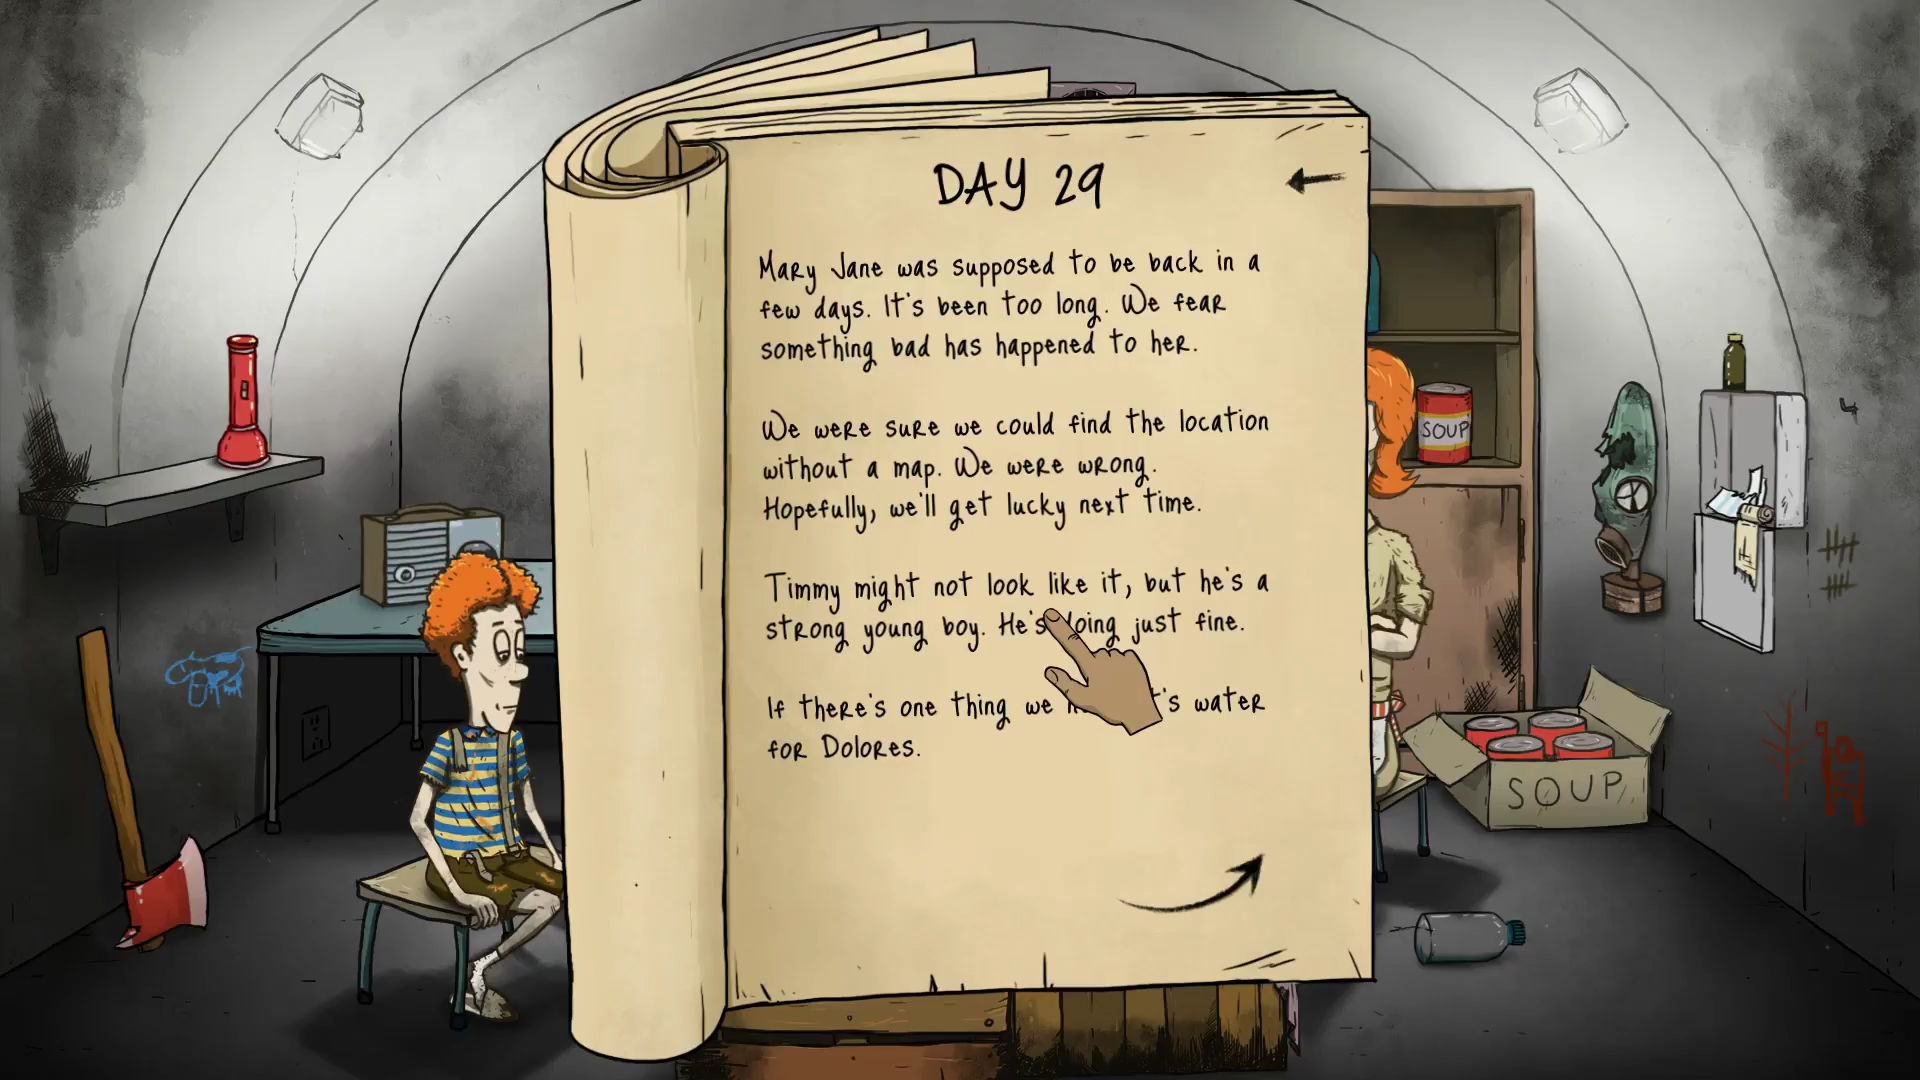 DAY 29
Mary Jane was supposed to be back in a
few days. It's been too long. We fear
something bad has happened to her.
We were sure we could find the location
without a map. We were wrong.
Hopefully, we'll get lucky next time.
Timmy might not look like it, but he's a
strong young boy. He's doing just fine.
If there's one thing we water
for Dolores.
SOUP
SOUP